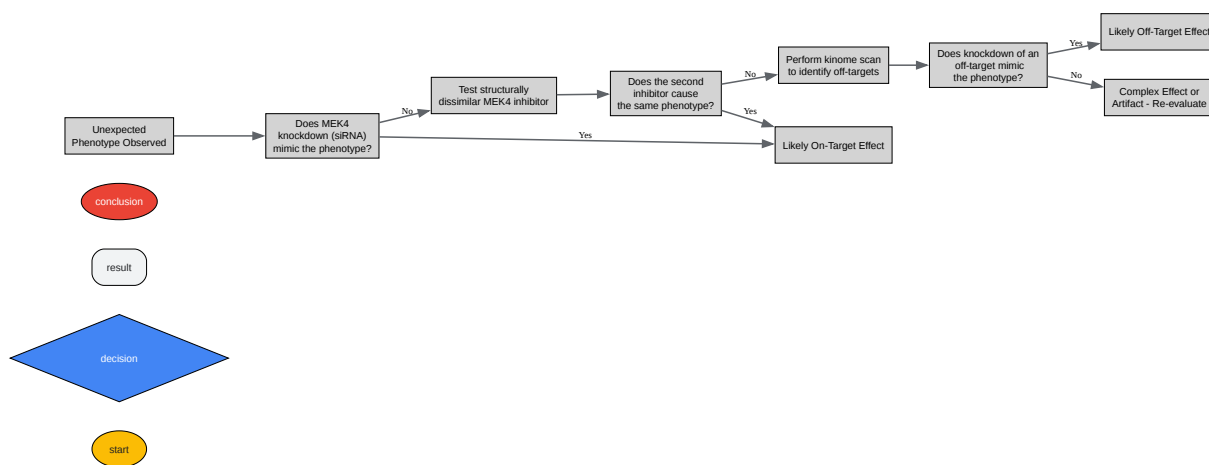 Unexpected
Phenotype Observed
Does MEK4
knockdown (siRNA)
mimic the phenotype?
No
Yes
Test structurally
dissimilar MEK4 inhibitor
Does the second
inhibitor cause
the same phenotype?
No
Yes
Perform kinome scan
to identify off-targets
Likely On-Target Effect
Does knockdown of an
off-target mimic
the phenotype?
Yes
No
Likely Off-Target Effect
Complex Effect or
Artifact - Re-evaluate
conclusion
result
decision
start